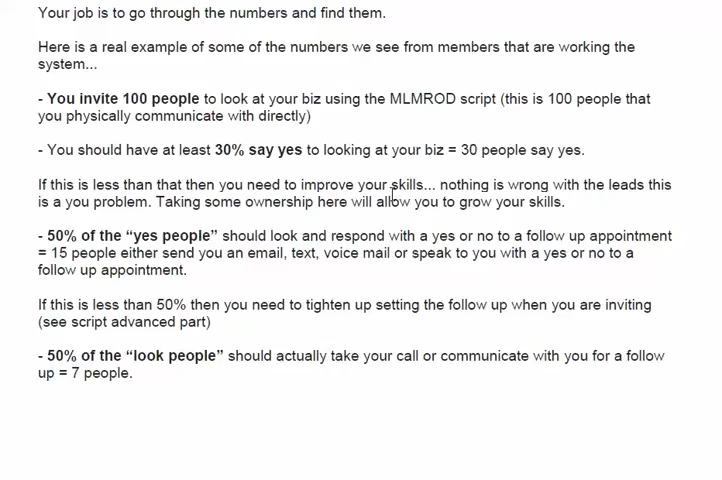 Your job is to go through the numbers and find them.
Here is a real example of some of the numbers we see from members that are working the
system...
- You invite 100 people to look at your biz using the MLMROD script (this is 100 people that
you physically communicate with directly)
- You should have at least 30% say yes to looking at your biz = 30 people say yes.
If this is less than that then you need to improve your skills... nothing is wrong with the leads this
is a you problem. Taking some ownership here will allow you to grow your skills.
- 50% of the “yes people” should look and respond with a yes or no to a follow up appointment
= 15 people either send you an email, text, voice mail or speak to you with a yes or no to a
follow up appointment.
If this is less than 50% then you need to tighten up setting the follow up when you are inviting
(see script advanced part)
- 50% of the “look people” should actually take your call or communicate with you for a follow
up = 7 people.